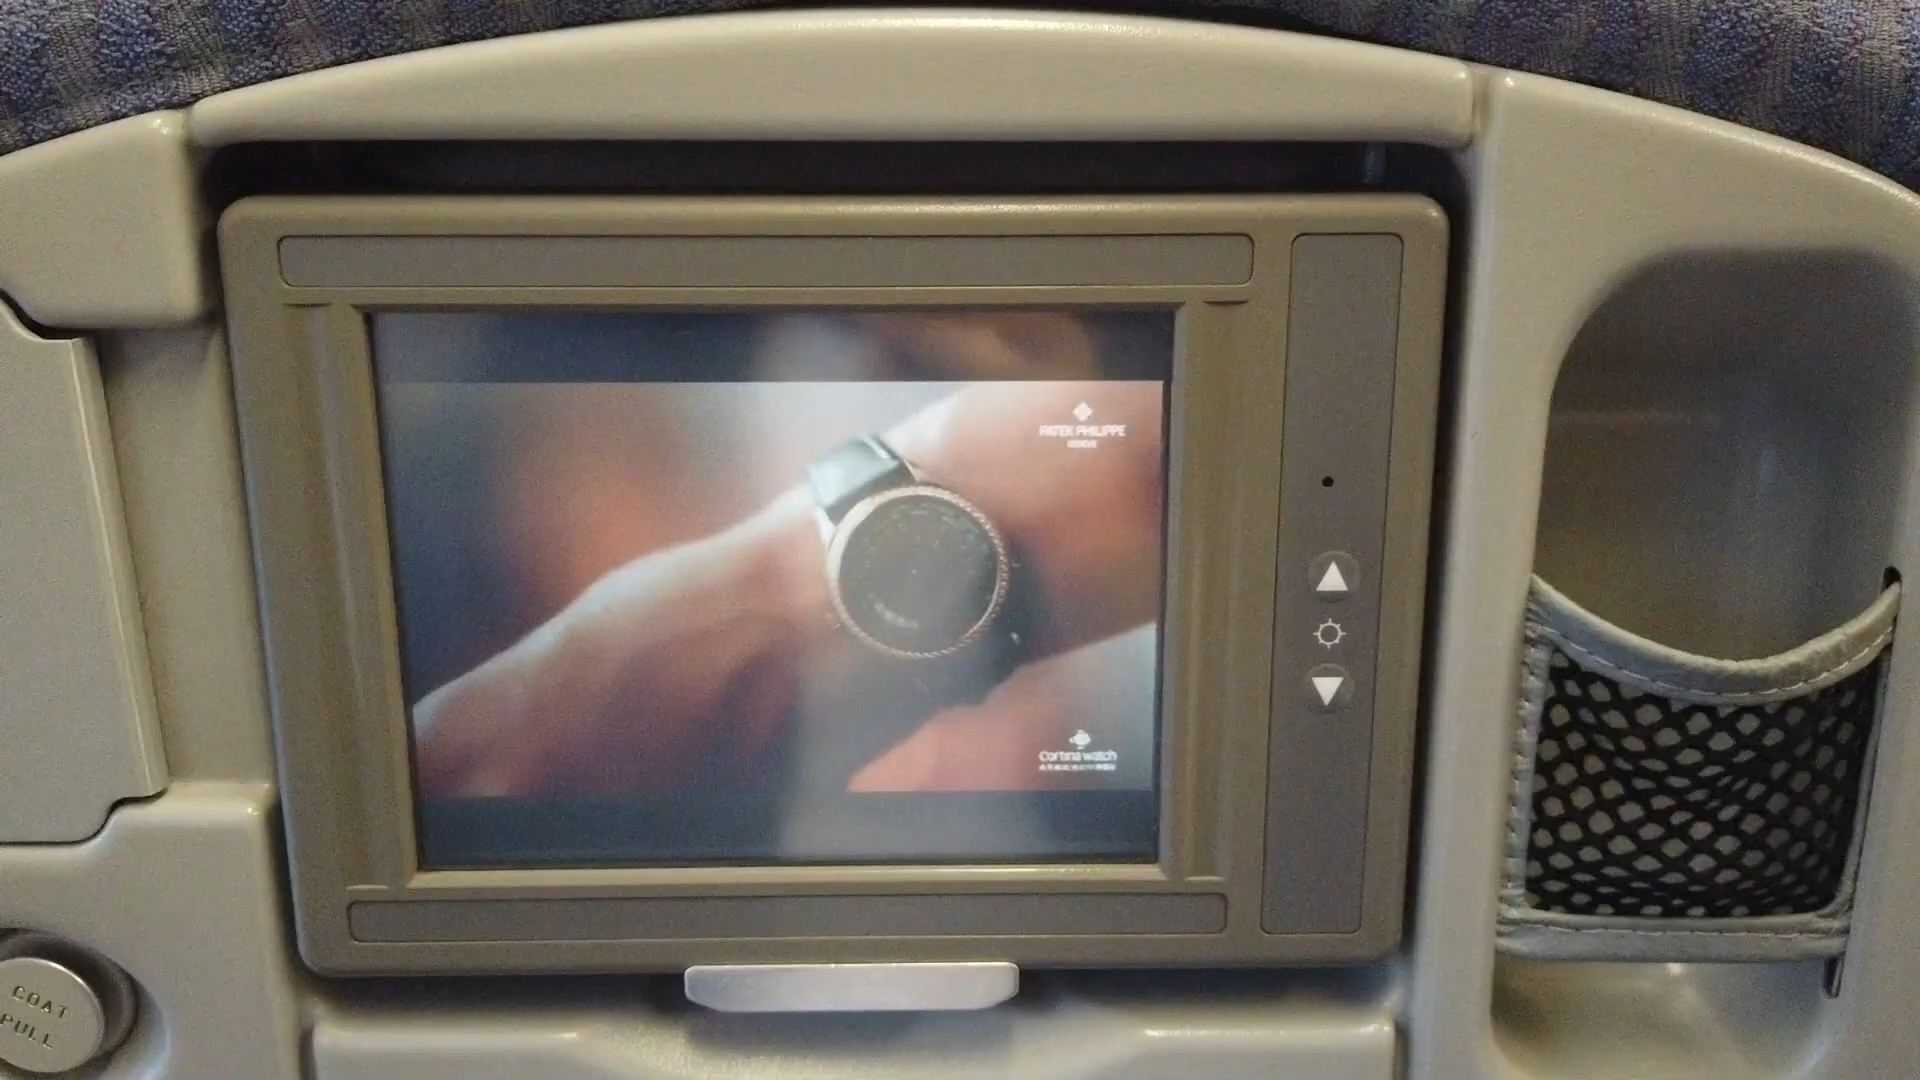 PATEK PHILIPPE
GENEVE
Cortina watch
COAT
PULL